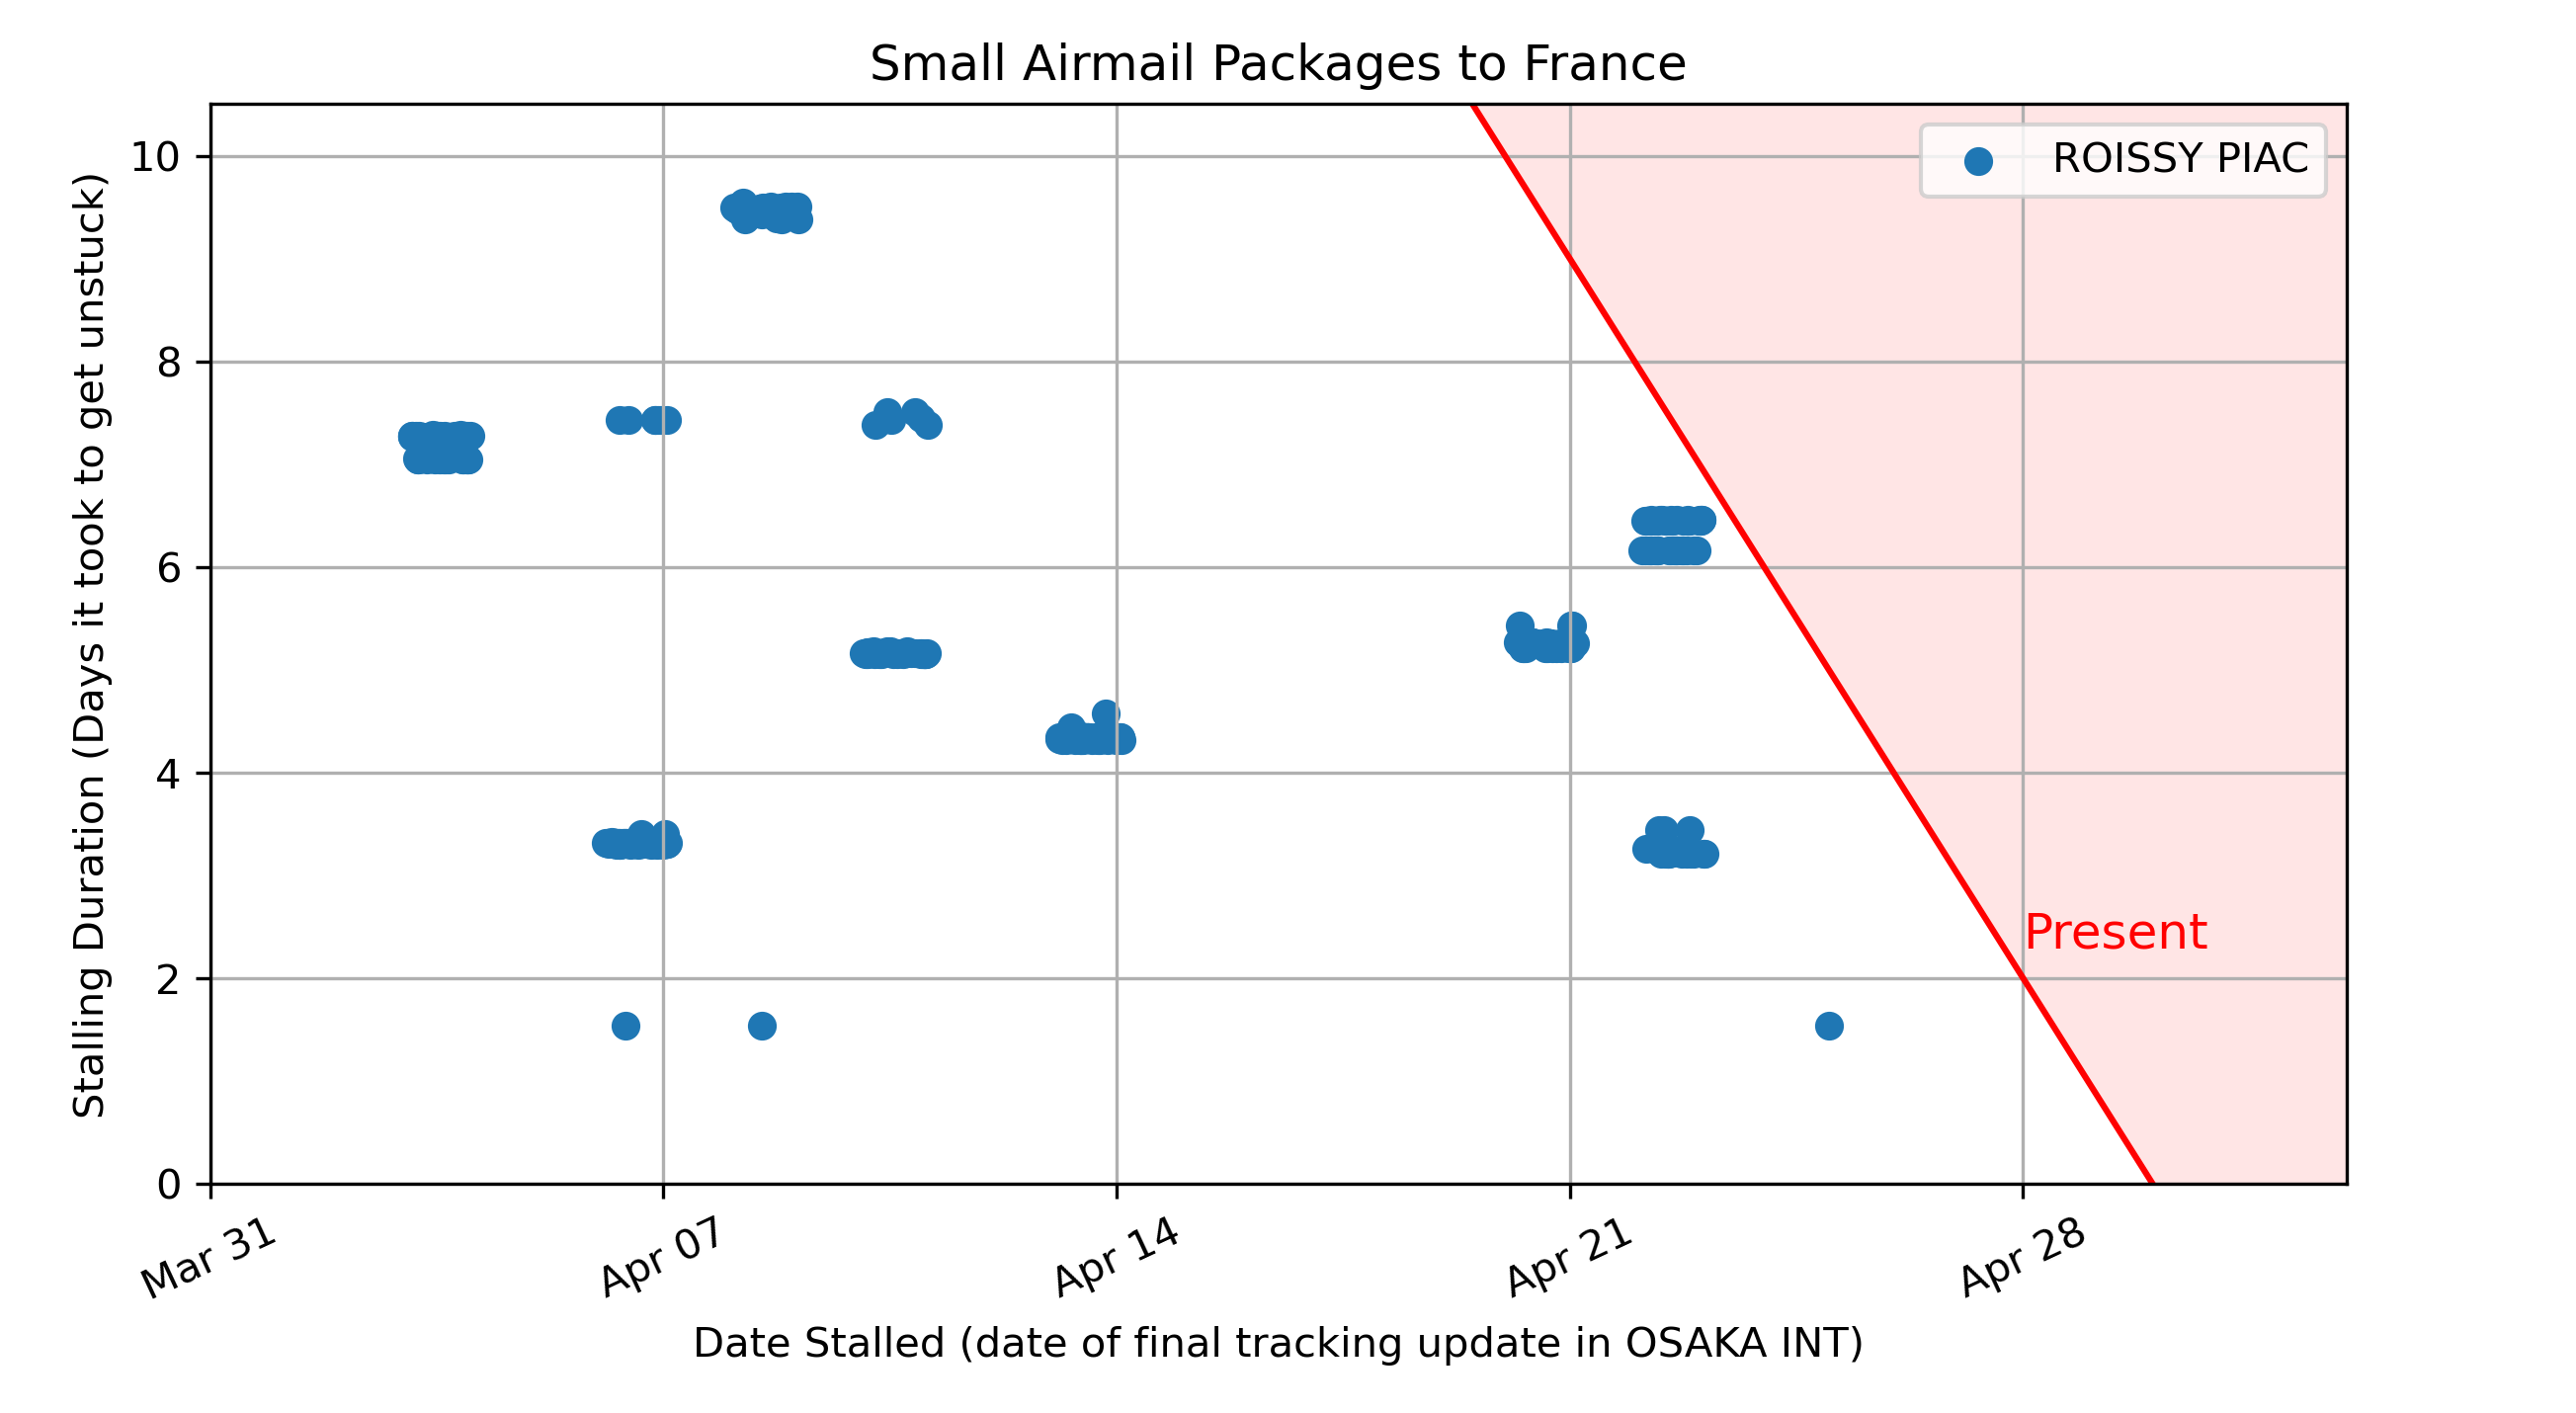 Small Airmail Packages to France
Stalling Duration (Days it took to get unstuck)
10
8
6
4
2
0
ROISSY PIAC
Present
Mar 31
Apr 07
Apr 14
Apr 21
Apr 28
Date Stalled (date of final tracking update in OSAKA INT)